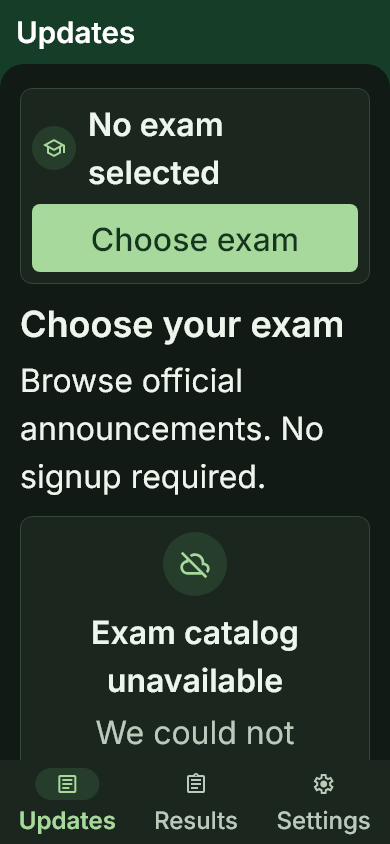 Updates
No exam
selected
Choose exam
Choose your exam
Browse official
announcements. No
signup required.
Exam catalog
unavailable
We could not
Updates
Results
Settings